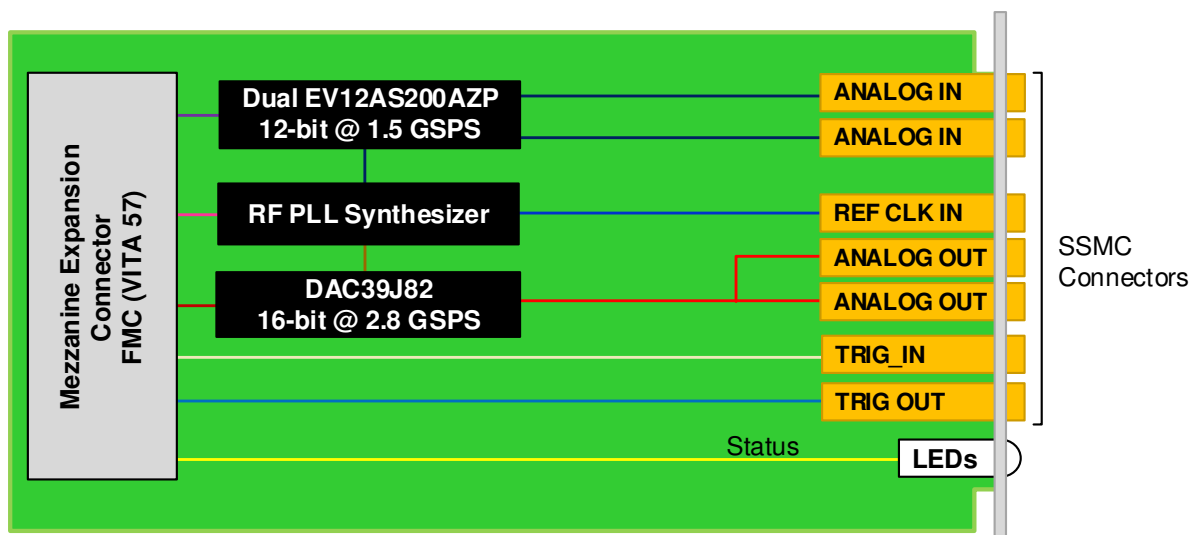 Mezzanine Expansion
Connector
FMC (VITA 57)
Dual EV12AS200AZP
12-bit @ 1.5 GSPS
RF PLL Synthesizer
DAC39J82
16-bit @ 2.8 GSPS
ANALOG IN
ANALOG IN
REF CLK IN
ANALOG OUT
ANALOG OUT
TRIG_IN
TRIG OUT
Status
LEDs
SSMC
Connectors